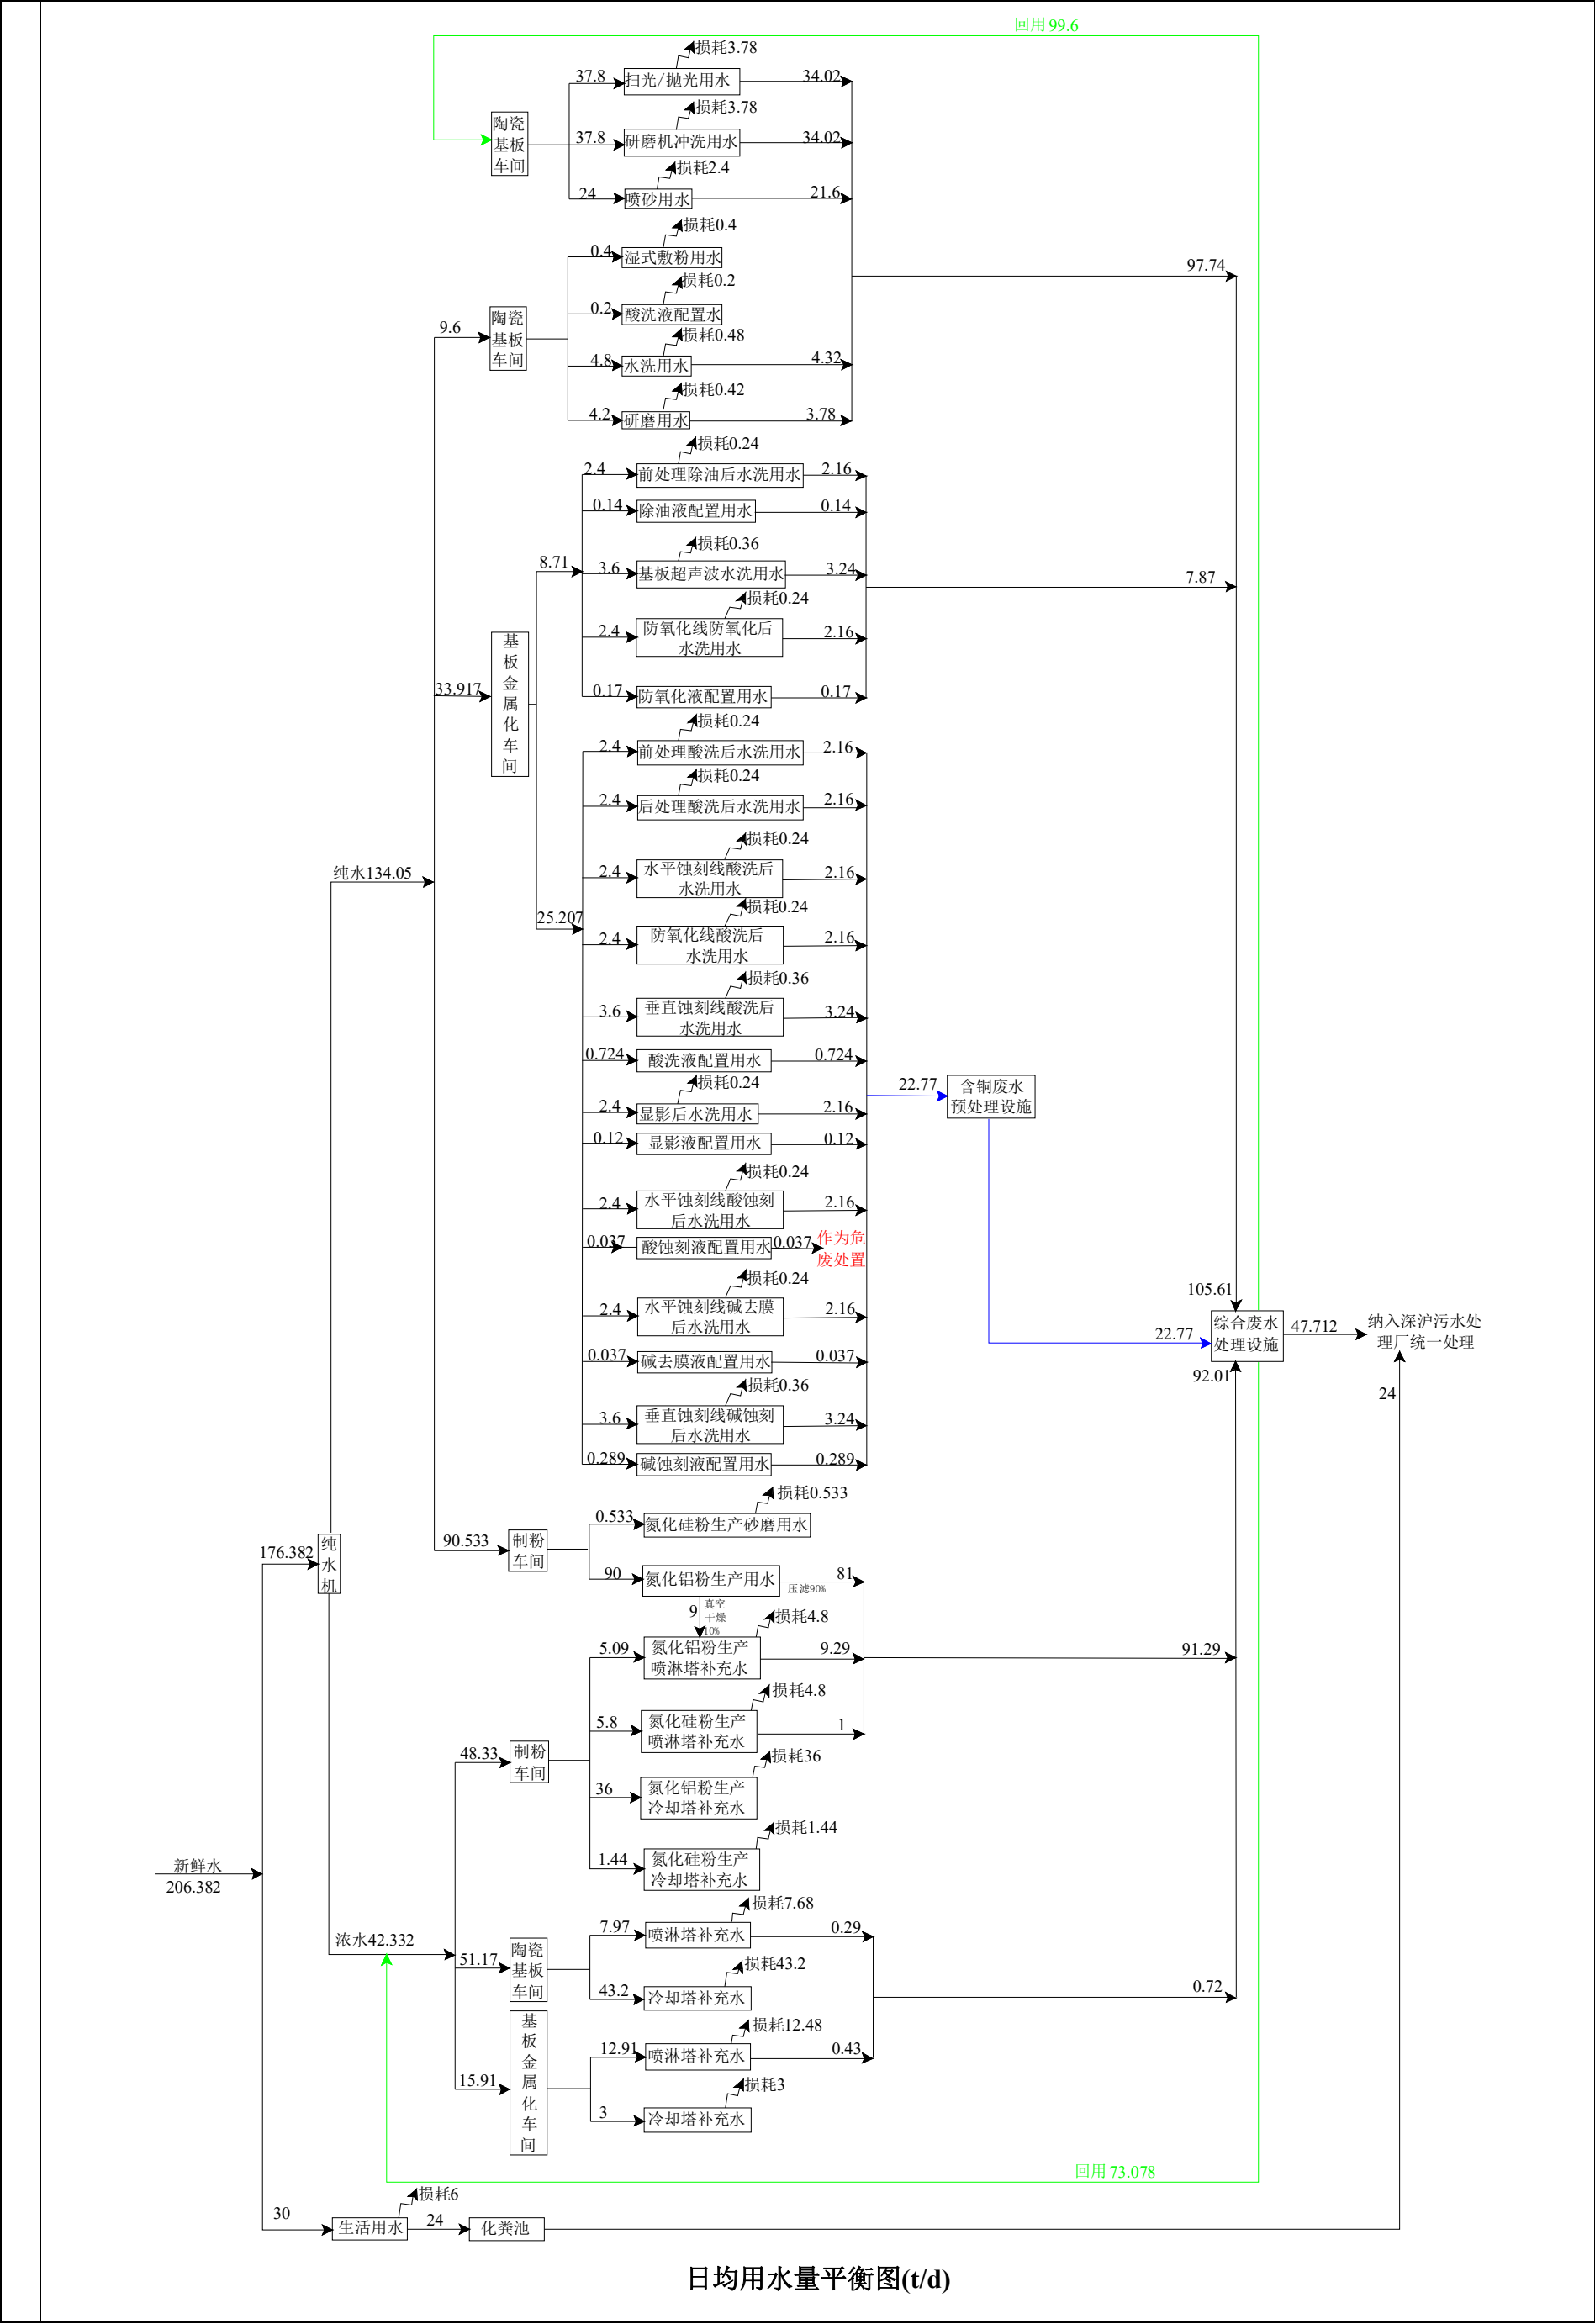 回用 99.6
损耗3.78
37.8
扫光/抛光用水
34.02
损耗3.78
陶瓷
基板
车间
37.8
研磨机冲洗用水
34.02
损耗2.4
24
喷砂用水
21.6
损耗0.4
0.4
湿式敷粉用水
97.74
损耗0.2
0.2
酸洗液配置水
9.6
陶瓷
基板
车间
损耗0.48
4.8
水洗用水
4.32
损耗0.42
4.2
研磨用水
3.78
损耗0.24
2.4
前处理除油后水洗用水
2.16
0.14
除油液配置用水
0.14
损耗0.36
8.71
3.6
基板超声波水洗用水
3.24
7.87
损耗0.24
2.4
防氧化线防氧化后
水洗用水
2.16
33.917
基
板
金
属
化
车
间
0.17
防氧化液配置用水
0.17
损耗0.24
2.4
前处理酸洗后水洗用水
2.16
损耗0.24
2.4
后处理酸洗后水洗用水
2.16
损耗0.24
纯水134.05
2.4
水平蚀刻线酸洗后
水洗用水
2.16
损耗0.24
25.207
2.4
防氧化线酸洗后
水洗用水
2.16
损耗0.36
3.6
垂直蚀刻线酸洗后
水洗用水
3.24
0.724
酸洗液配置用水
0.724
损耗0.24
22.77
含铜废水
预处理设施
2.4
显影后水洗用水
2.16
0.12
显影液配置用水
0.12
损耗0.24
2.4
水平蚀刻线酸蚀刻
后水洗用水
2.16
0.037
酸蚀刻液配置用水
0.037
作为危
废处置
损耗0.24
105.61
2.4
水平蚀刻线碱去膜
后水洗用水
2.16
22.77
综合废水
处理设施
47.712
纳入深沪污水处
理厂统一处理
0.037
碱去膜液配置用水
0.037
92.01
损耗0.36
24
3.6
垂直蚀刻线碱蚀刻
后水洗用水
3.24
0.289
碱蚀刻液配置用水
0.289
损耗0.533
0.533
氮化硅粉生产砂磨用水
176.382
纯
水
机
90.533
制粉
车间
90
氮化铝粉生产用水
81
压滤90%
9
真空
干燥
10%
损耗4.8
5.09
氮化铝粉生产
喷淋塔补充水
9.29
91.29
损耗4.8
5.8
氮化硅粉生产
喷淋塔补充水
1
48.33
制粉
车间
损耗36
36
氮化铝粉生产
冷却塔补充水
损耗1.44
1.44
氮化硅粉生产
冷却塔补充水
新鲜水
206.382
损耗7.68
7.97
喷淋塔补充水
0.29
浓水42.332
51.17
陶瓷
基板
车间
损耗43.2
43.2
冷却塔补充水
0.72
损耗12.48
12.91
喷淋塔补充水
0.43
15.91
基
板
金
属
化
车
间
损耗3
3
冷却塔补充水
回用 73.078
损耗6
30
生活用水
24
化粪池
日均用水量平衡图(t/d)